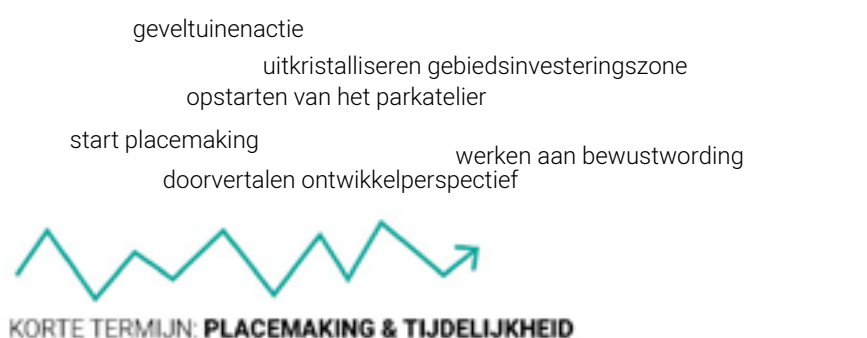 geveltuinenactie
uitkristalliseren gebiedsinvesteringszone
opstarten van het parkatelier
start placemaking
werken aan bewustwording
doorvertalen ontwikkelperspectief
KORTE TERMIJN: PLACEMAKING & TIJDELIJKHEID